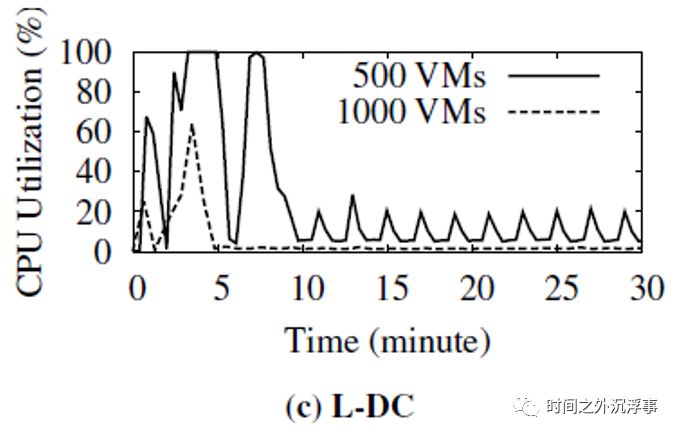 CPU Utilization (%)
100
80
60
40
20
0
500 VMs
1000 VMs
0 5 10 15 20 25 30
Time (minute)
(c) L-DC
时间之外沉浮事